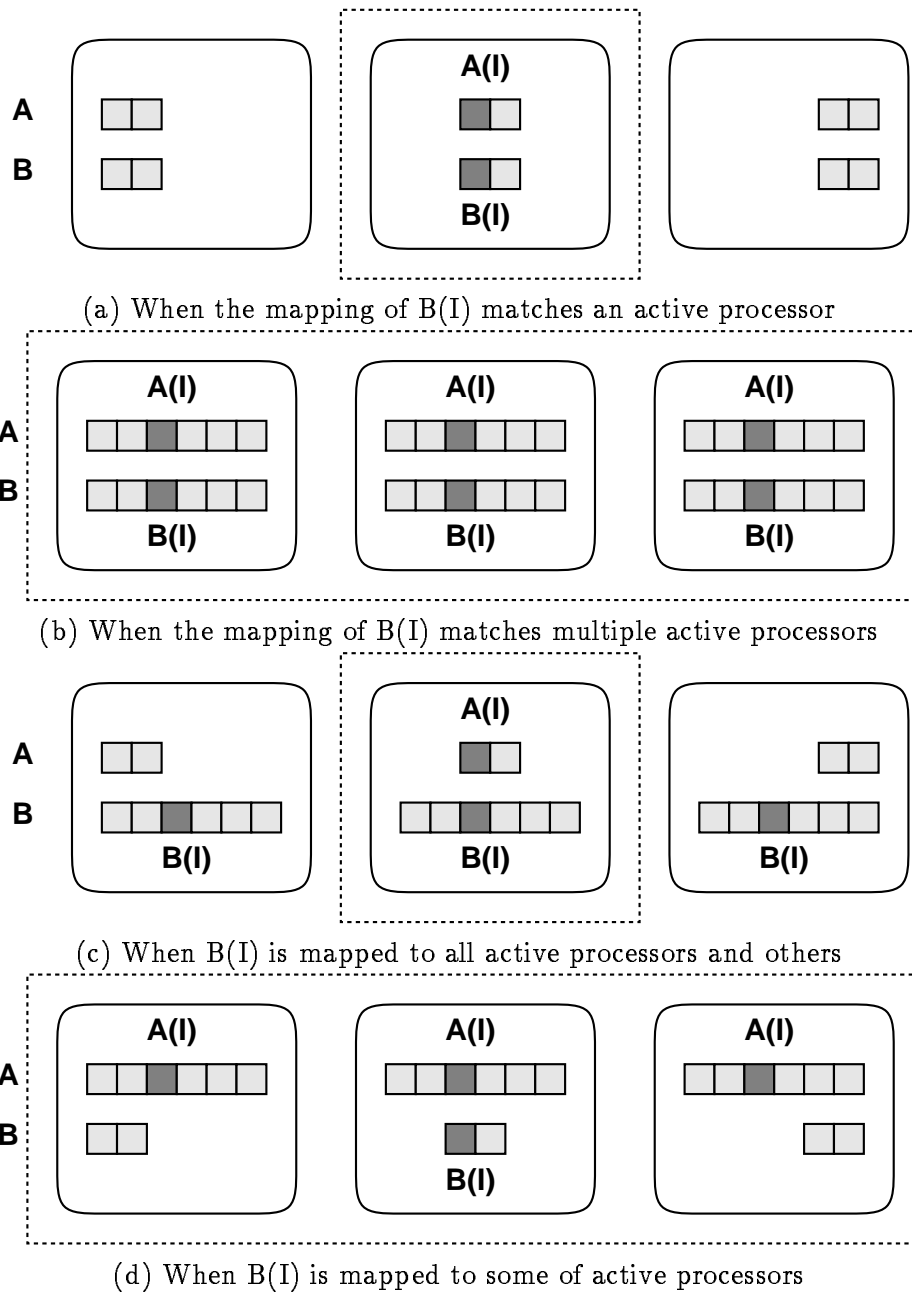 A(I)
A
B
B(I)
(a) When the mapping of B(I) matches an active processor
A(I) A(I) A(I)
A
B
B(I) B(I) B(I)
(b) When the mapping of B(I) matches multiple active processors
A(I)
A
B
B(I) B(I) B(I)
(c) When B(I) is mapped to all active processors and others
A(I) A(I) A(I)
A
B
B(I)
(d) When B(I) is mapped to some of active processors